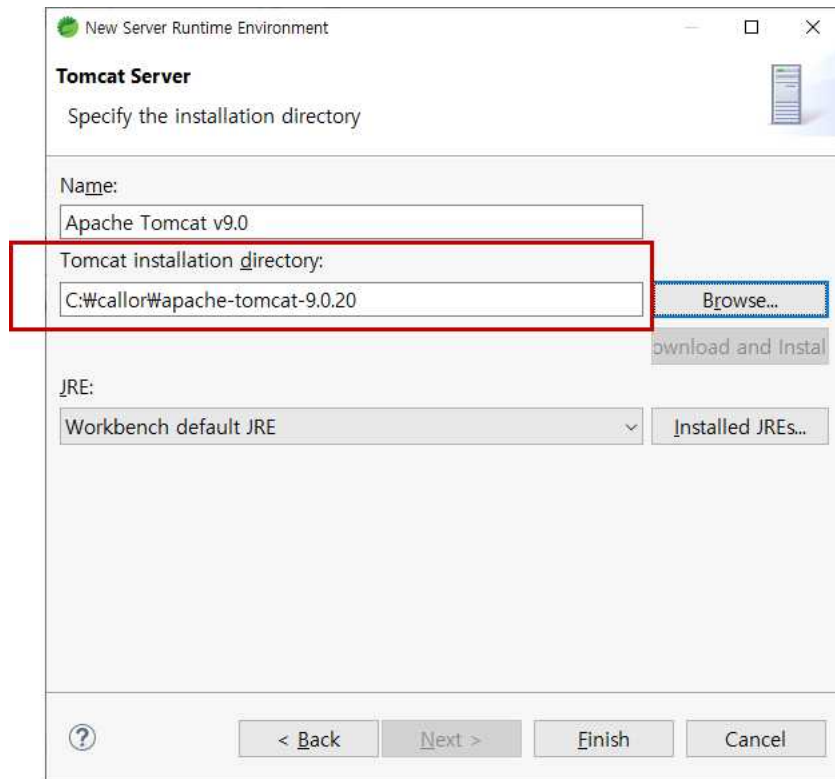 New Server Runtime Environment
Tomcat Server
Specify the installation directory
Name:
Apache Tomcat v9.0
Tomcat installation directory:
C:₩callor₩apache-tomcat-9.0.20
Browse...
ownload and Instal
JRE:
Workbench default JRE
Installed JREs...
?
< Back
Next >
Finish
Cancel